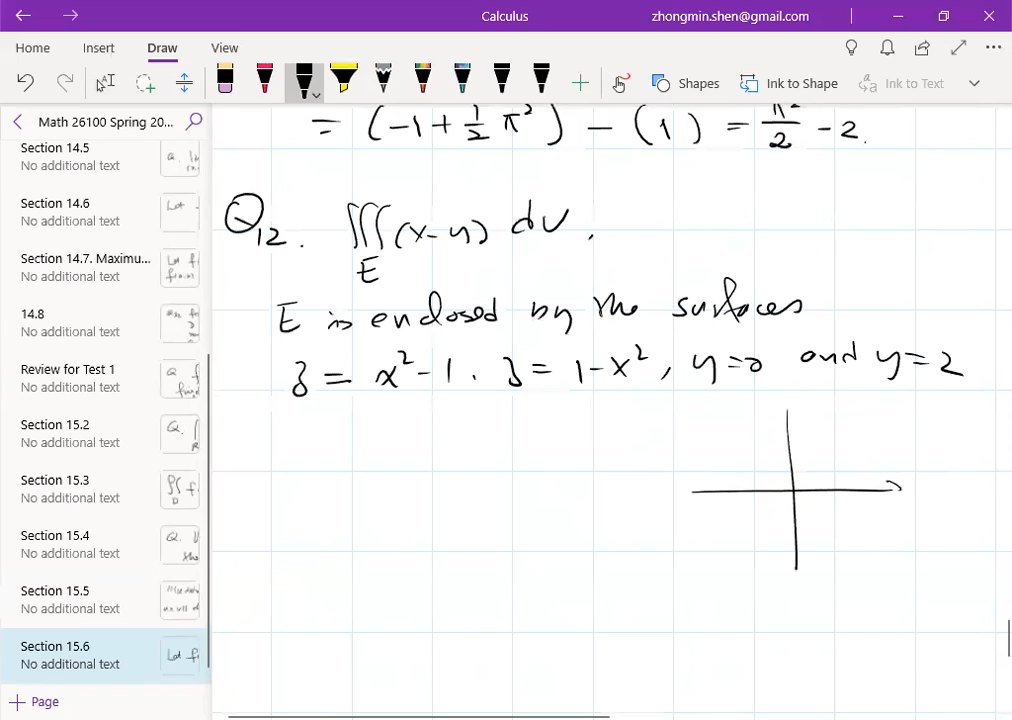 Calculus
zhongmin.shen@gmail.com
Home Insert Draw View
Shapes Ink to Shape Ink to Text
Math 26100 Spring 20...
Section 14.5
No additional text
Section 14.6
No additional text
Section 14.7. Maximu...
No additional text
14.8
No additional text
Review for Test 1
No additional text
Section 15.2
No additional text
Section 15.3
No additional text
Section 15.4
No additional text
Section 15.5
No additional text
Section 15.6
No additional text
Page
= (-1 + 1/2 π²) - (1) = π²/2 - 2.
Q12. ∭_E (x-y) dV.
E is enclosed by the surfaces
z = x² - 1, z = 1 - x², y = 0 and y = 2